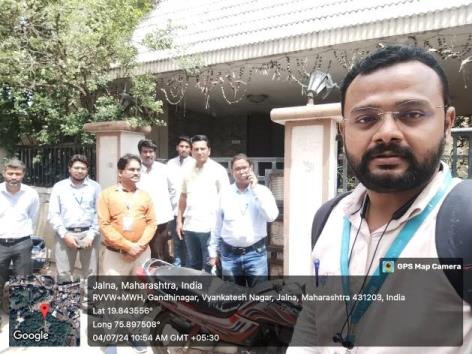 GPS Map Camera
Jalna, Maharashtra, India
RVVW+MWH, Gandhinagar, Vyankatesh Nagar, Jalna, Maharashtra 431203, India
Lat 19.843556°
Long 75.897508°
04/07/24 10:54 AM GMT +05:30
Google